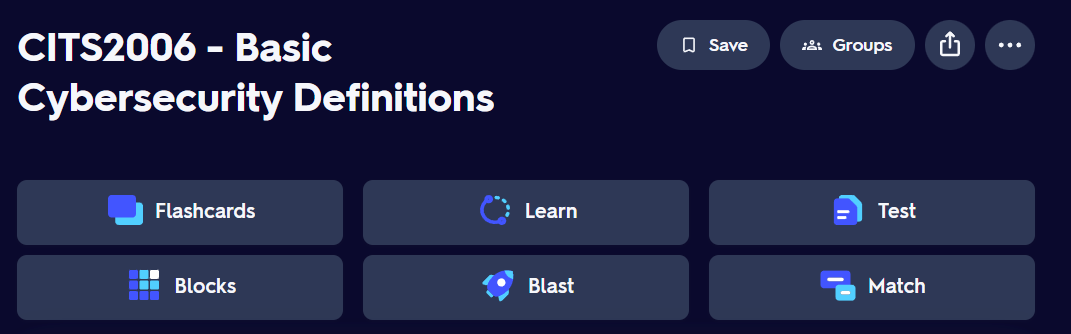 CITS2006 - Basic
Cybersecurity Definitions
Save
Groups
Flashcards
Learn
Test
Blocks
Blast
Match